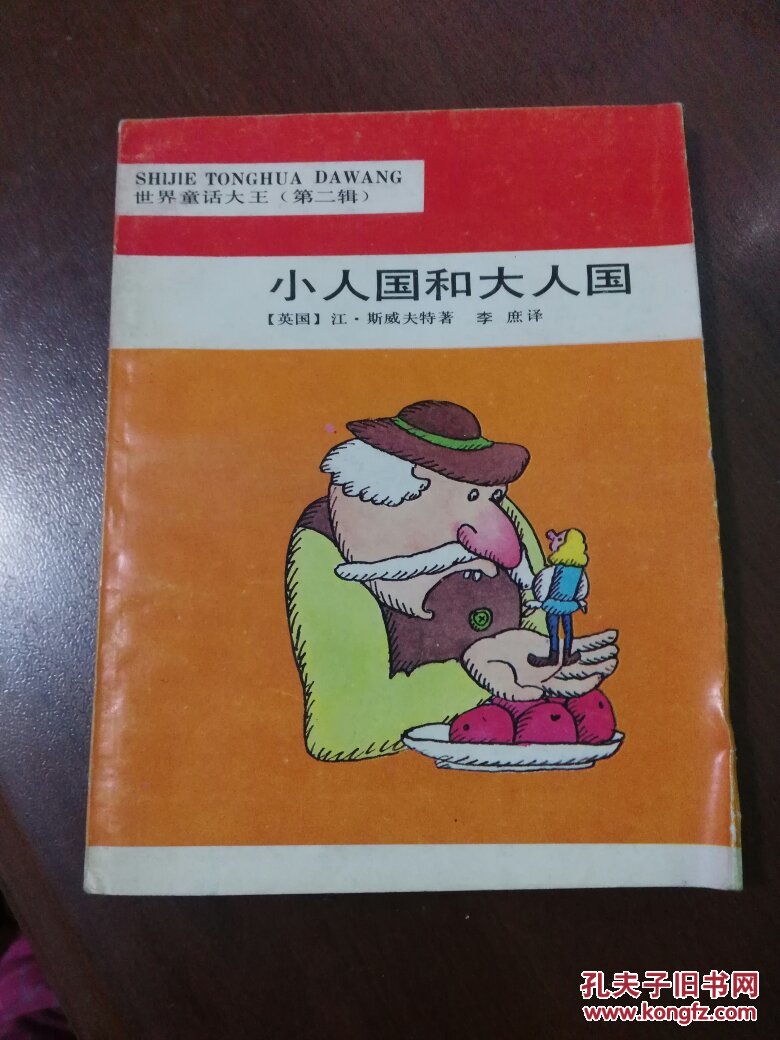 SHIJIE TONGHUA DAWANG
世界童话大王（第二辑）
小人国和大人国
【英国】江·斯威夫特著 李 庶译
孔夫子旧书网
www.kongfz.com